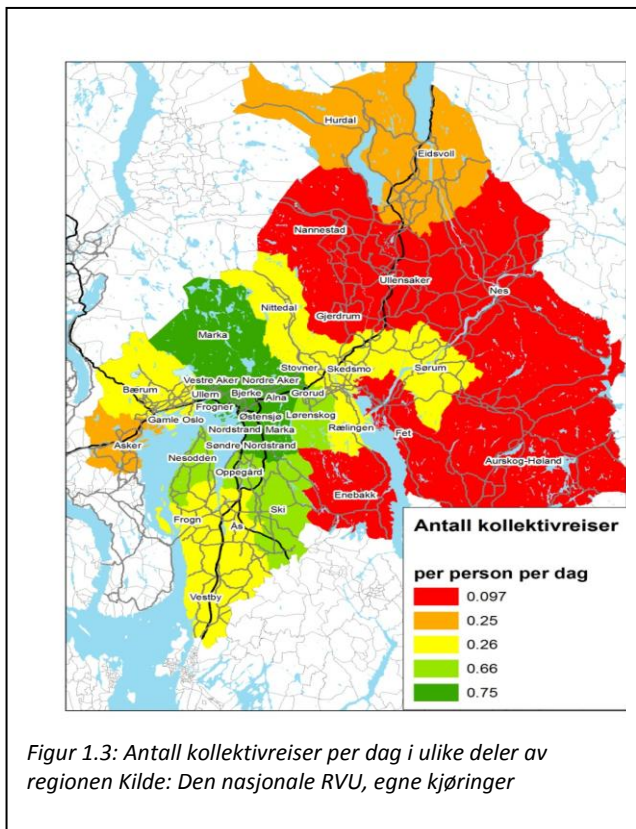 Hurdal
Eidsvoll
Nannestad
Ullensaker
Nes
Nittedal
Gjerdrum
Marka
Stovner Skedsmo
Sørum
Bærum
Vestre Aker Nordre Aker
Ullern Bjerke Alna Grorud
Frogner
Gamle Oslo Østensjø Lørenskog
Nordstrand Marka Rælingen
Asker
Søndre Nordstrand
Fet
Nesodden
Oppegård
Aurskog-Høland
Enebakk
Frogn
Ski
Ås
Vestby
Antall kollektivreiser
per person per dag
0.097
0.25
0.26
0.66
0.75
Figur 1.3: Antall kollektivreiser per dag i ulike deler av
regionen Kilde: Den nasjonale RVU, egne kjøringer